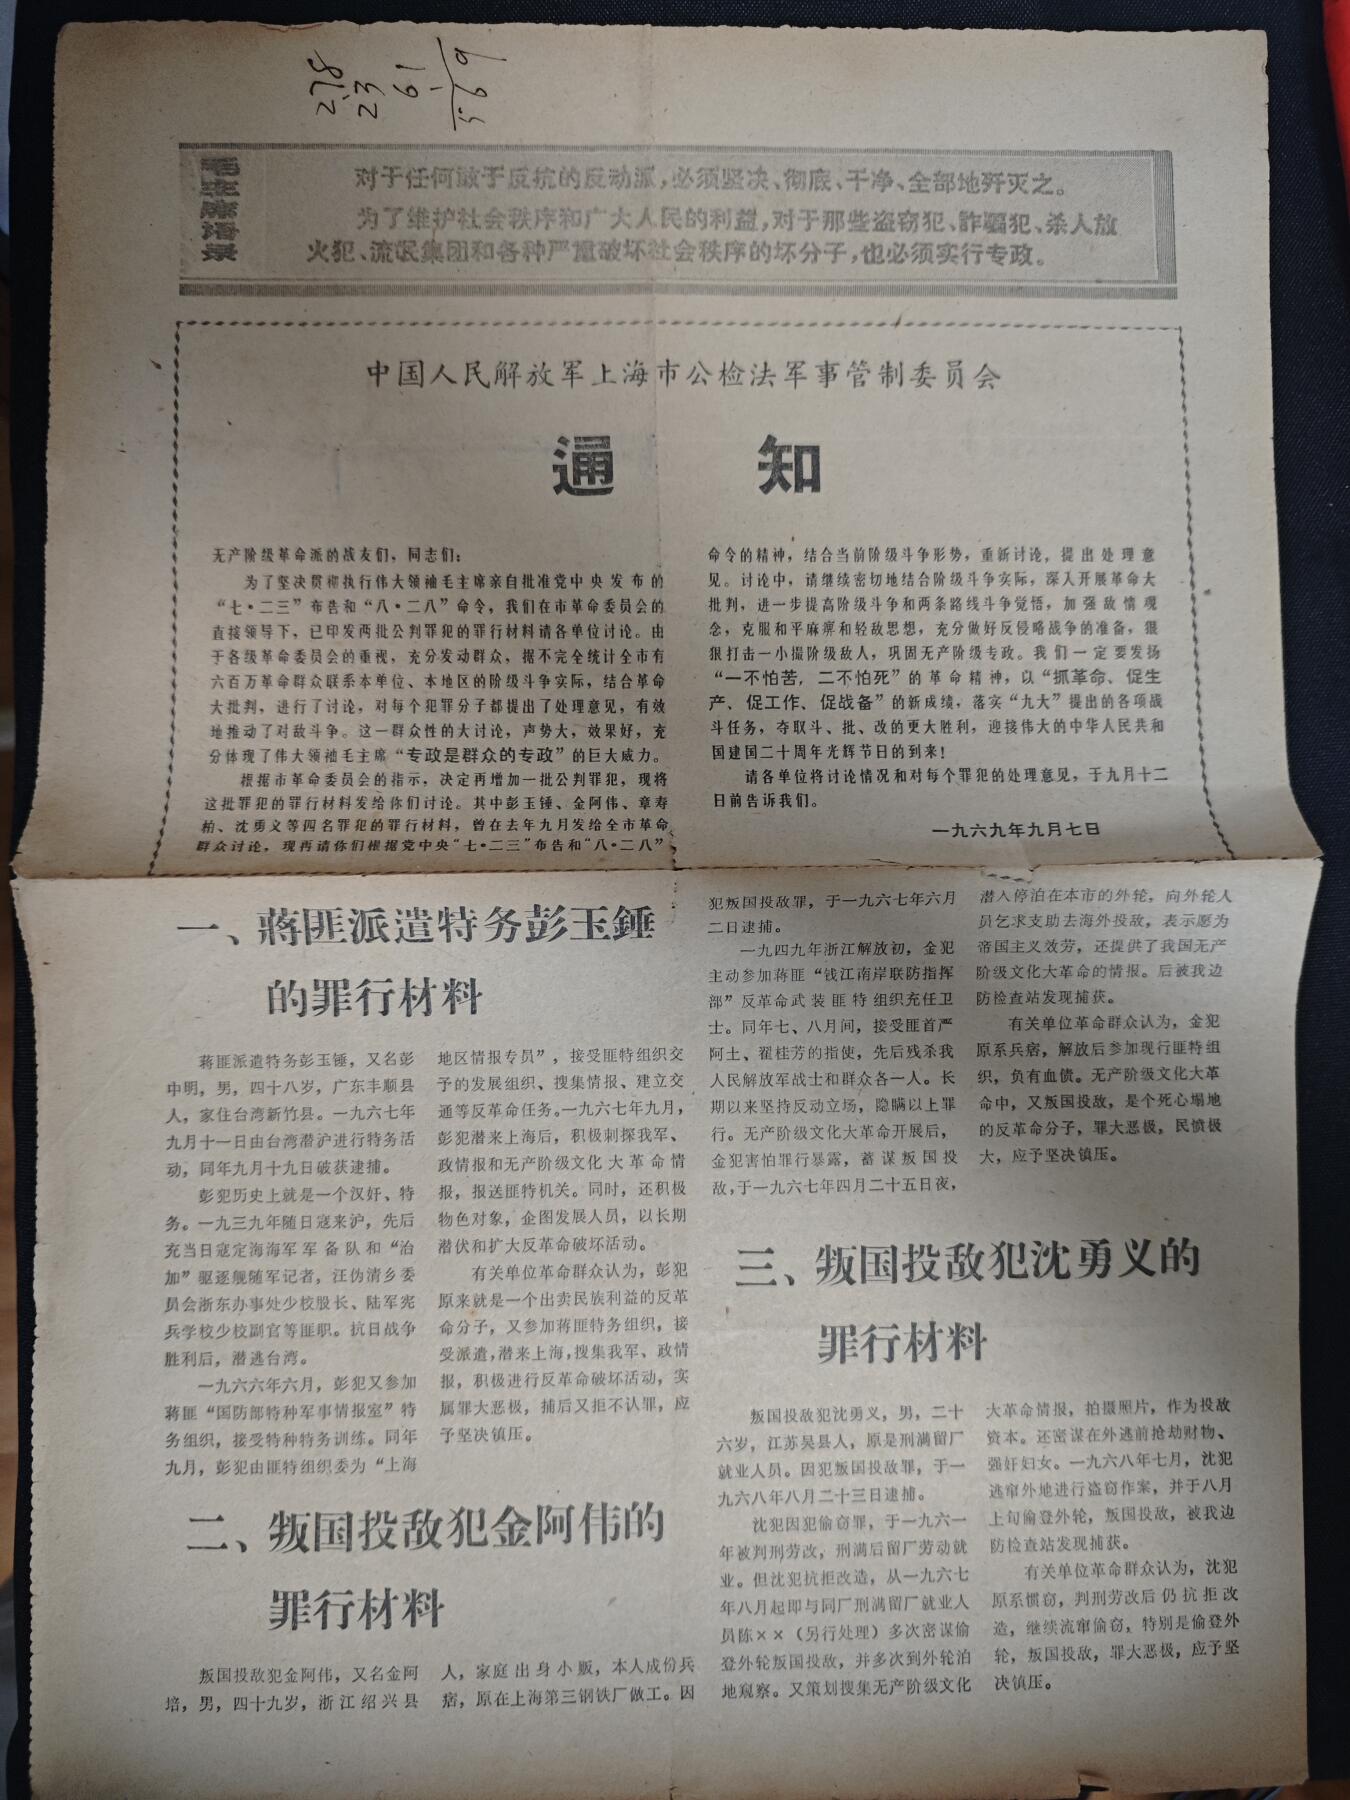 278
23
61
毛主席语录
对于任何敢于反抗的反动派，必须坚决、彻底、干净、全部地歼灭之。
为了维护社会秩序和广大人民的利益，对于那些盗窃犯、诈骗犯、杀人放
火犯、流氓集团和各种严重破坏社会秩序的坏分子，也必须实行专政。
中国人民解放军上海市公检法军事管制委员会
通知
无产阶级革命派的战友们，同志们：
为了坚决贯彻执行伟大领袖毛主席亲自批准党中央发布的
“七·二三”布告和“八·二八”命令，我们在市革命委员会的
直接领导下，已印发两批公判罪犯的罪行材料请各单位讨论。由
于各级革命委员会的重视，充分发动群众，据不完全统计全市有
六百万革命群众联系本单位、本地区的阶级斗争实际，结合革命
大批判，进行了讨论，对每个犯罪分子都提出了处理意见，有效
地推动了对敌斗争。这一群众性的大讨论，声势大，效果好，充
分体现了伟大领袖毛主席“专政是群众的专政”的巨大威力。
根据市革命委员会的指示，决定再增加一批公判罪犯，现将
这批罪犯的罪行材料发给你们讨论。其中彭玉锤、金阿伟、章寿
柏、沈勇义等四名罪犯的罪行材料，曾在去年九月发给全市革命
群众讨论，现再请你们根据党中央“七·二三”布告和“八·二八”
命令的精神，结合当前阶级斗争形势，重新讨论，提出处理意
见。讨论中，请继续密切地结合阶级斗争实际，深入开展革命大
批判，进一步提高阶级斗争和两条路线斗争觉悟，加强敌情观
念，克服和平麻痹和轻敌思想，充分做好反侵略战争的准备，狠
狠打击一小撮阶级敌人，巩固无产阶级专政。我们一定要发扬
“一不怕苦，二不怕死”的革命精神，以“抓革命、促生
产、促工作、促战备”的新成绩，落实“九大”提出的各项战
斗任务，夺取斗、批、改的更大胜利，迎接伟大的中华人民共和
国建国二十周年光辉节日的到来！
请各单位将讨论情况和对每个罪犯的处理意见，于九月十二
日前告诉我们。
一九六九年九月七日
一、蒋匪派遣特务彭玉锤
的罪行材料
蒋匪派遣特务彭玉锤，又名彭
中明，男，四十八岁，广东丰顺县
人，家住台湾新竹县。一九六七年
九月十一日由台湾潜沪进行特务活
动，同年九月十九日破获逮捕。
彭犯历史上就是一个汉奸、特
务。一九三九年随日寇来沪，先后
充当日寇定海海军军备队和“治
加”驱逐舰随军记者，汪伪清乡委
员会浙东办事处少校股长、陆军宪
兵学校少校副官等匪职。抗日战争
胜利后，潜逃台湾。
一九六六年六月，彭犯又参加
蒋匪“国防部特种军事情报室”特
务组织，接受特种特务训练。同年
九月，彭犯由匪特组织委为“上海
地区情报专员”，接受匪特组织交
予的发展组织、搜集情报、建立交
通等反革命任务。一九六七年九月，
彭犯潜来上海后，积极刺探我军、
政情报和无产阶级文化大革命情
报，报送匪特机关。同时，还积极
物色对象，企图发展人员，以长期
潜伏和扩大反革命破坏活动。
有关单位革命群众认为，彭犯
原来就是一个出卖民族利益的反革
命分子，又参加蒋匪特务组织，接
受派遣，潜来上海，搜集我军、政情
报，积极进行反革命破坏活动，实
属罪大恶极，捕后又拒不认罪，应
予坚决镇压。
二、叛国投敌犯金阿伟的
罪行材料
叛国投敌犯金阿伟，又名金阿
培，男，四十九岁，浙江绍兴县
人，家庭出身小贩，本人成份兵
痞，原在上海第三钢铁厂做工。因
犯叛国投敌罪，于一九六七年六月
二日逮捕。
一九四九年浙江解放初，金犯
主动参加蒋匪“钱江南岸联防指挥
部”反革命武装匪特组织充任卫
士。同年七、八月间，接受匪首严
阿土、翟桂芳的指使，先后残杀我
人民解放军战士和群众各一人。长
期以来坚持反动立场，隐瞒以上罪
行。无产阶级文化大革命开展后，
金犯害怕罪行暴露，蓄谋叛国投
敌，于一九六七年四月二十五日夜，
潜入停泊在本市的外轮，向外轮人
员乞求支助去海外投敌，表示愿为
帝国主义效劳，还提供了我国无产
阶级文化大革命的情报。后被我边
防检查站发现捕获。
有关单位革命群众认为，金犯
原系兵痞，解放后参加现行匪特组
织，负有血债。无产阶级文化大革
命中，又叛国投敌，是个死心塌地
的反革命分子，罪大恶极，民愤极
大，应予坚决镇压。
三、叛国投敌犯沈勇义的
罪行材料
叛国投敌犯沈勇义，男，二十
六岁，江苏吴县人，原是刑满留厂
就业人员。因犯叛国投敌罪，于一
九六八年八月二十三日逮捕。
沈犯因犯偷窃罪，于一九六一
年被判刑劳改，刑满后留厂劳动就
业。但沈犯抗拒改造，从一九六七
年八月起即与同厂刑满留厂就业人
员陈××（另行处理）多次密谋偷
登外轮叛国投敌，并多次到外轮泊
地观察。又策划搜集无产阶级文化
大革命情报，拍摄照片，作为投敌
资本。还密谋在外逃前抢劫财物、
强奸妇女。一九六八年七月，沈犯
逃窜外地进行盗窃作案，并于八月
上旬偷登外轮，叛国投敌，被我边
防检查站发现捕获。
有关单位革命群众认为，沈犯
原系惯窃，判刑劳改后仍抗拒改
造，继续流窜偷窃，特别是偷登外
轮，叛国投敌，罪大恶极，应予坚
决镇压。